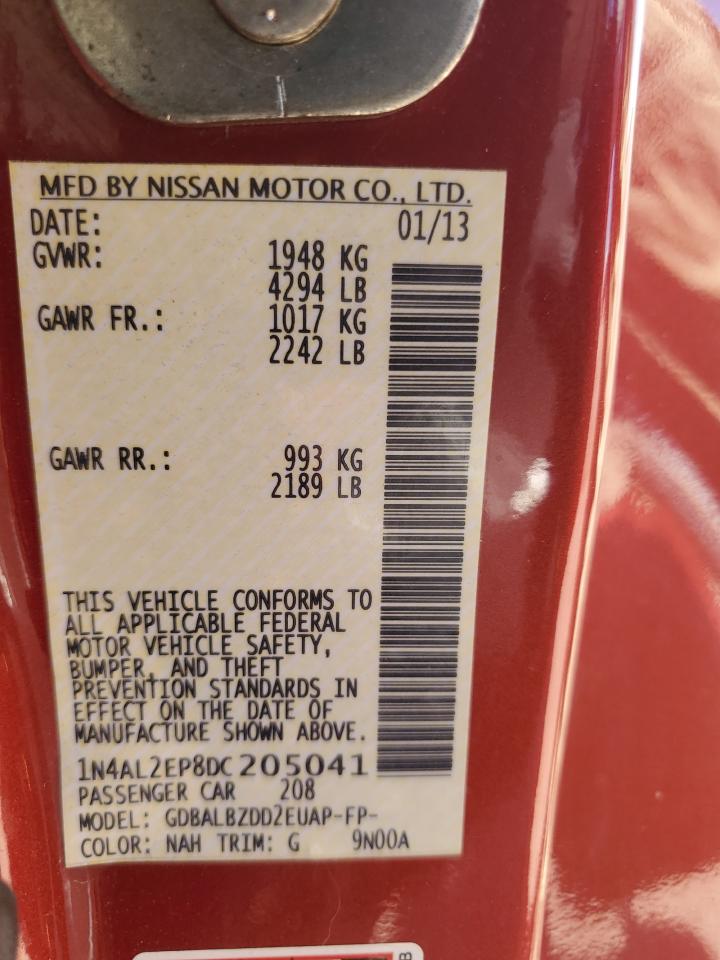 MFD BY NISSAN MOTOR CO., LTD.
DATE: 01/13
GVWR: 1948 KG
4294 LB
GAWR FR.: 1017 KG
2242 LB
GAWR RR.: 993 KG
2189 LB
THIS VEHICLE CONFORMS TO
ALL APPLICABLE FEDERAL
MOTOR VEHICLE SAFETY,
BUMPER, AND THEFT
PREVENTION STANDARDS IN
EFFECT ON THE DATE OF
MANUFACTURE SHOWN ABOVE.
1N4AL2EP8DC205041
PASSENGER CAR 208
MODEL: GDBALBZDD2EUAP-FP-
COLOR: NAH TRIM: G 9N00A
B